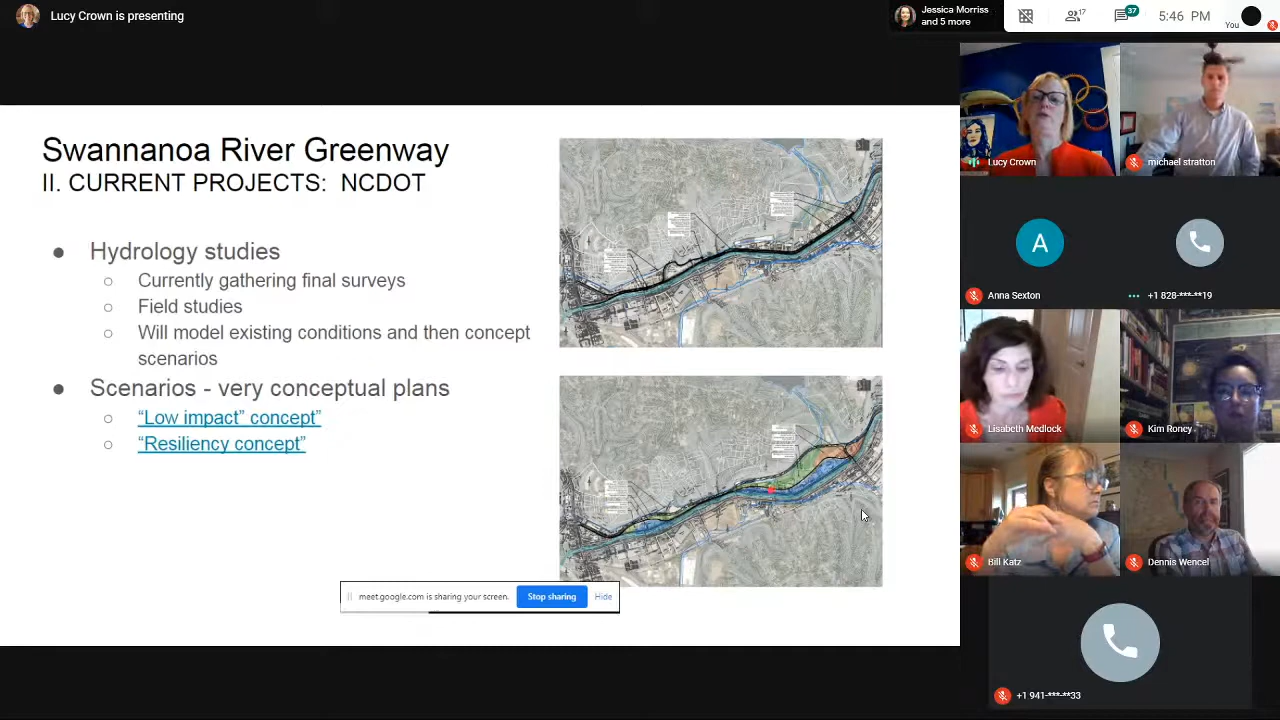 Lucy Crown is presenting
Jessica Morriss
and 5 more
17
37
5:46 PM
You
Swannanoa River Greenway
II. CURRENT PROJECTS: NCDOT
● Hydrology studies
○ Currently gathering final surveys
○ Field studies
○ Will model existing conditions and then concept
scenarios
● Scenarios - very conceptual plans
○ “Low impact” concept”
○ “Resiliency concept”
meet.google.com is sharing your screen.
Stop sharing
Hide
Lucy Crown
michael stratton
A
Anna Sexton
+1 828-***-**19
Lisabeth Medlock
Kim Roney
Bill Katz
Dennis Wencel
+1 941-***-**33